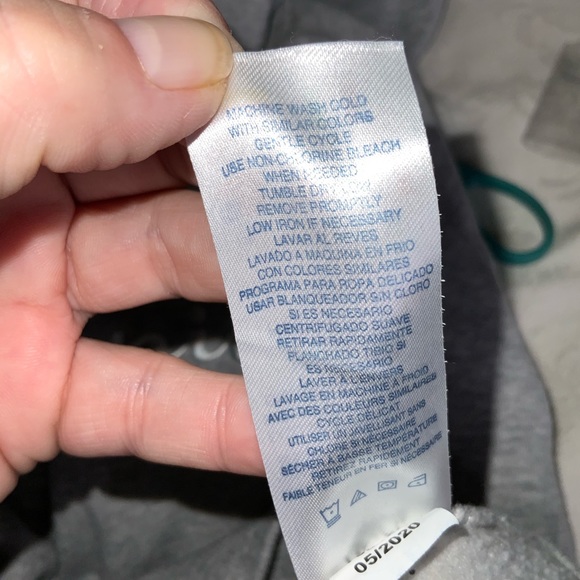 MACHINE WASH COLD
WITH SIMILAR COLORS
GENTLE CYCLE
USE NON-CHLORINE BLEACH
WHEN NEEDED
TUMBLE DRY LOW
REMOVE PROMPTLY
LOW IRON IF NECESSARY
LAVAR AL REVES
LAVADO A MAQUINA EN FRIO
CON COLORES SIMILARES
PROGRAMA PARA ROPA DELICADO
USAR BLANQUEADOR SIN CLORO
SI ES NECESARIO
CENTRIFUGADO SUAVE
RETIRAR RAPIDAMENTE
PLANCHADO TIBIO SI
ES NECESARIO
LAVER A L'ENVERS
LAVAGE EN MACHINE A FROID
AVEC DES COULEURS SIMILAIRES
CYCLE DELICAT
UTILISER UN JAVELLISANT SANS
CHLORE SI NÉCESSAIRE
SÉCHER À BASSE TEMPERATURE
RETIREZ RAPIDEMENT
FAIBLE TENEUR EN FER SI NÉCESSAIRE
05/2020